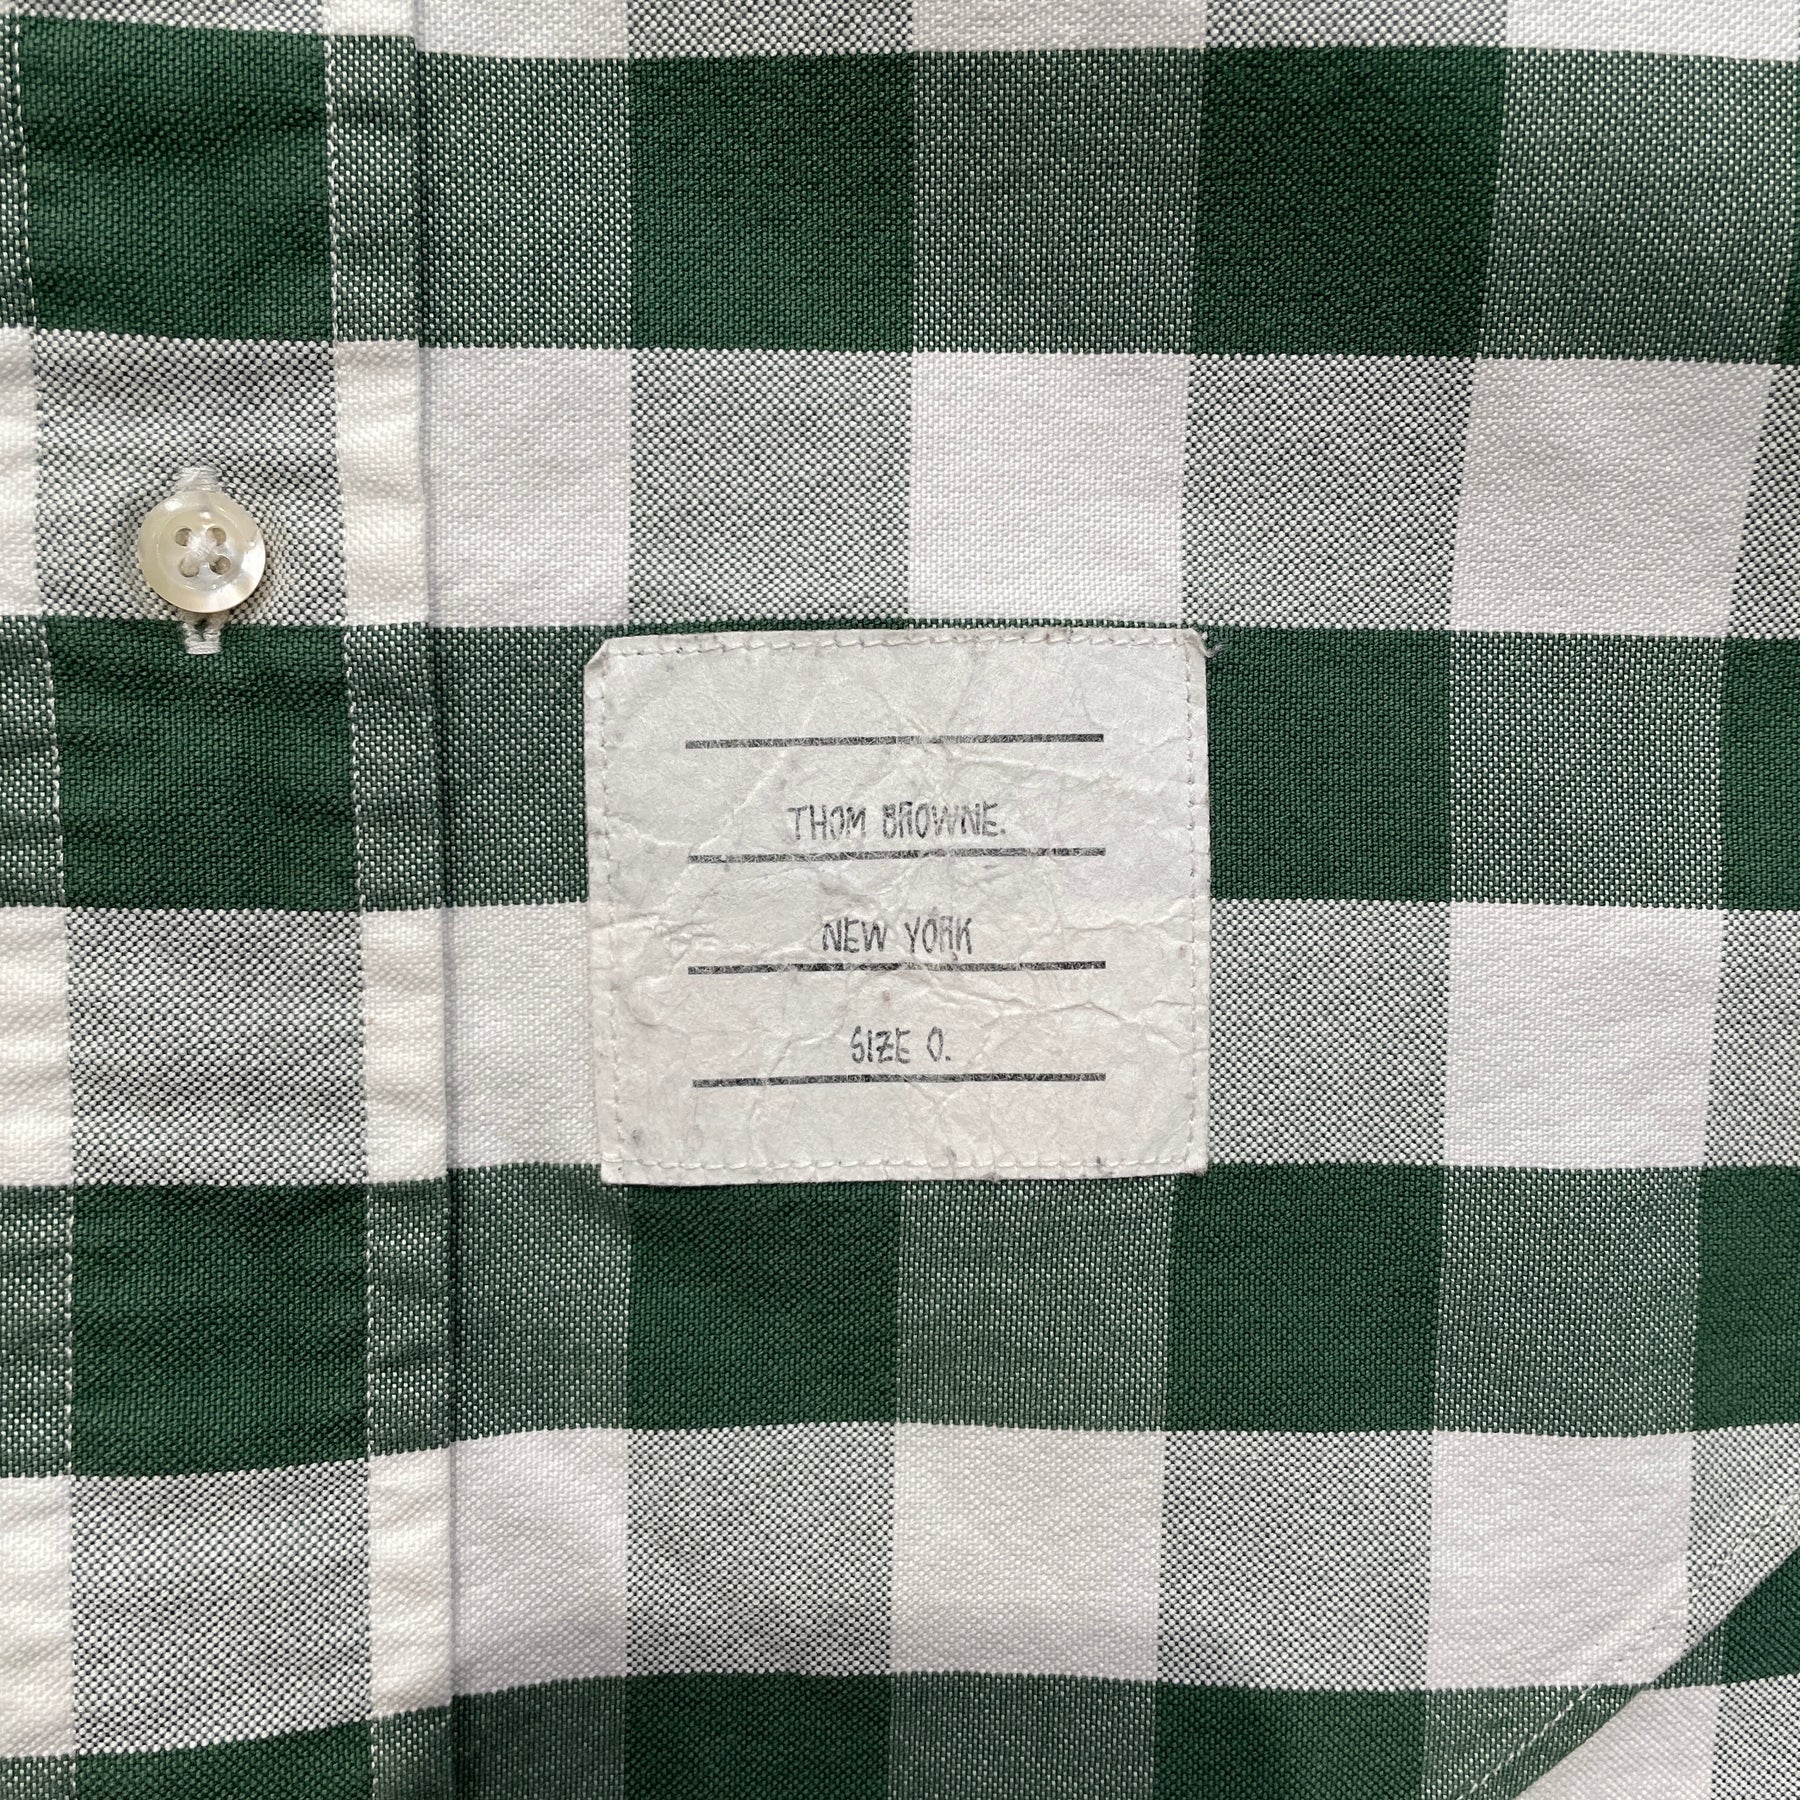 THOM BROWNE.
NEW YORK
SIZE 0.